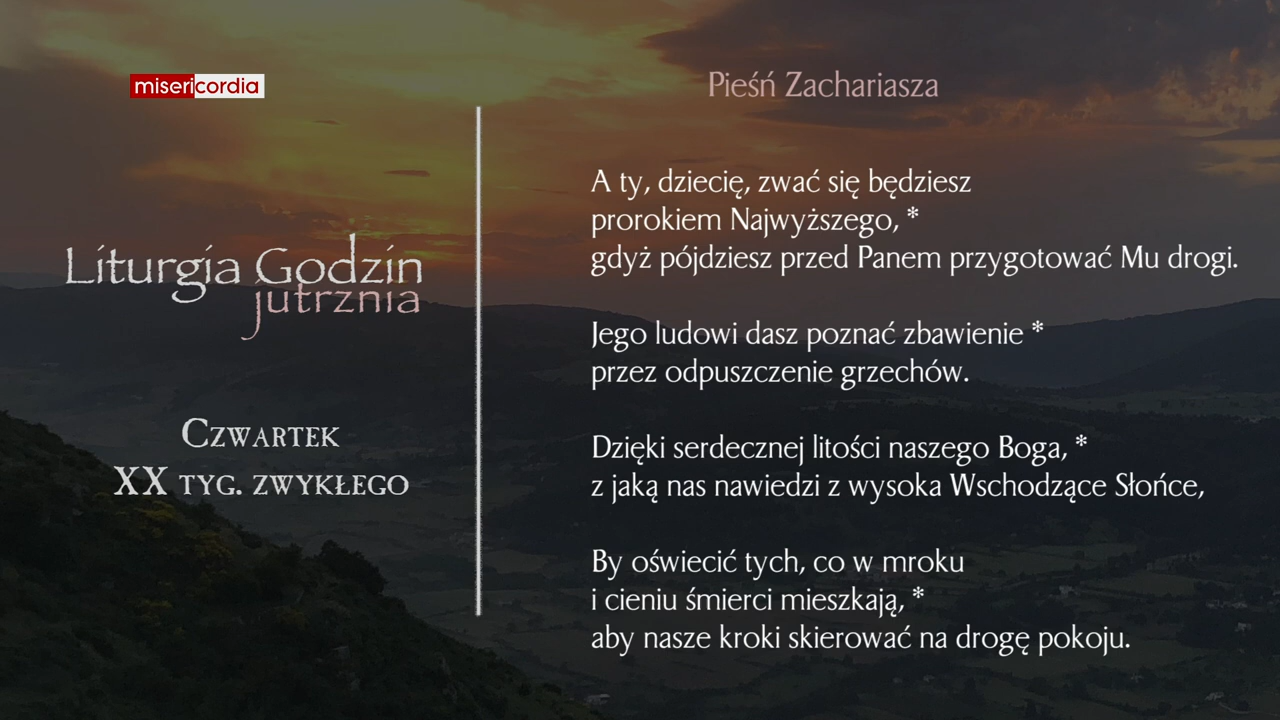 misericordia
Liturgia Godzin
jutrznia
Czwartek
XX tyg. zwykłego
Pieśń Zachariasza
A ty, dziecię, zwać się będziesz
prorokiem Najwyższego, *
gdyż pójdziesz przed Panem przygotować Mu drogi.
Jego ludowi dasz poznać zbawienie *
przez odpuszczenie grzechów.
Dzięki serdecznej litości naszego Boga, *
z jaką nas nawiedzi z wysoka Wschodzące Słońce,
By oświecić tych, co w mroku
i cieniu śmierci mieszkają, *
aby nasze kroki skierować na drogę pokoju.